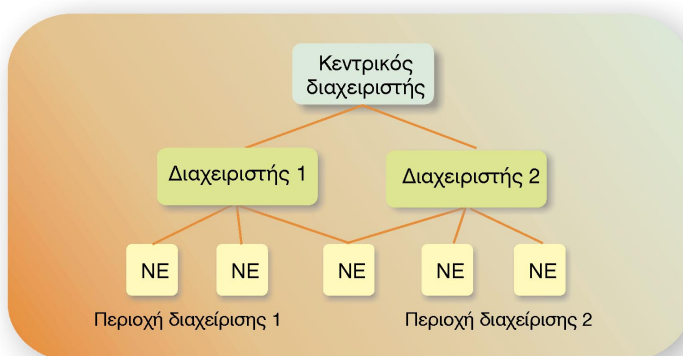 Κεντρικός
διαχειριστής
Διαχειριστής 1
Διαχειριστής 2
NE
NE
NE
NE
NE
Περιοχή διαχείρισης 1
Περιοχή διαχείρισης 2